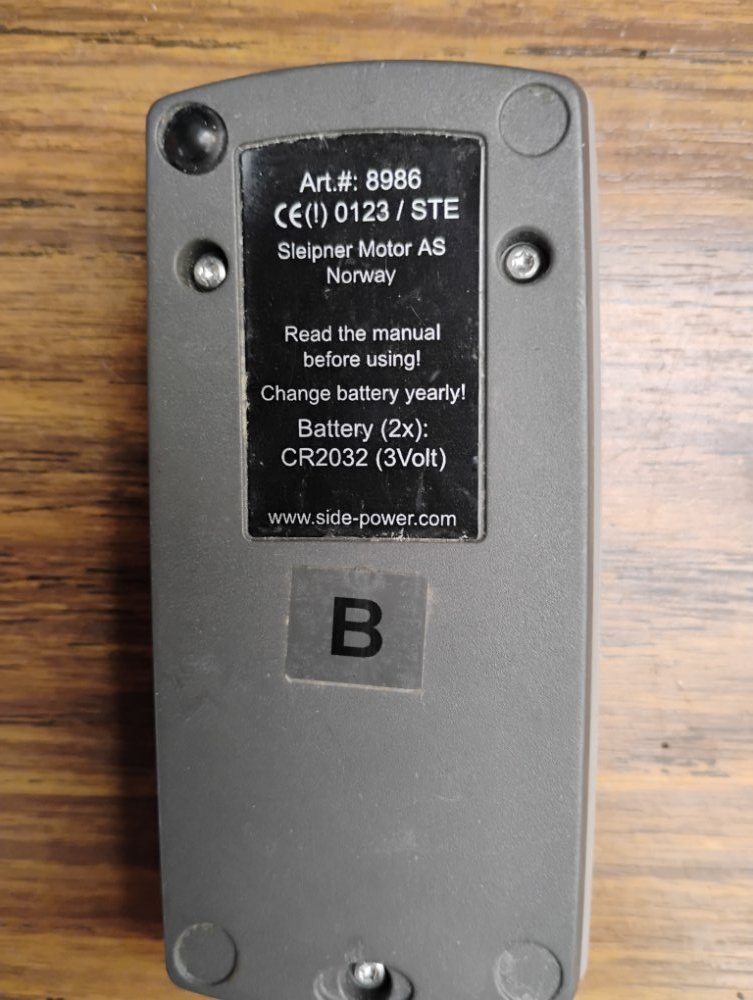 Art.#: 8986
CE(!) 0123 / STE
Sleipner Motor AS
Norway
Read the manual
before using!
Change battery yearly!
Battery (2x):
CR2032 (3Volt)
www.side-power.com
B